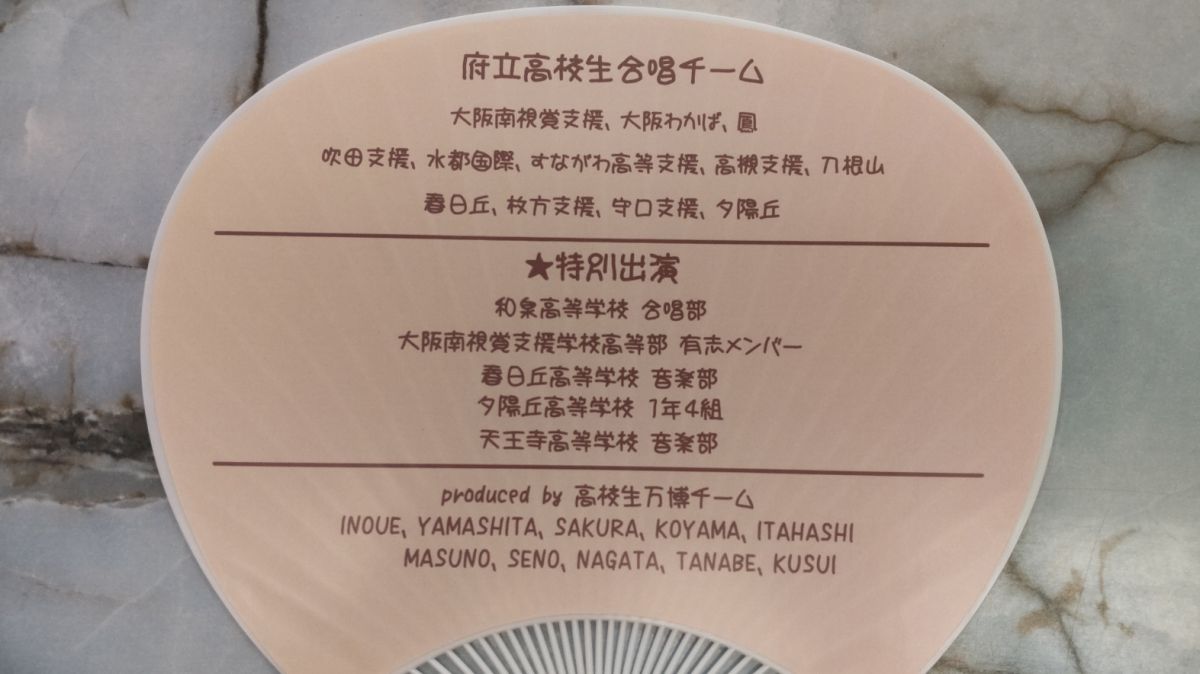 府立高校生合唱チーム
大阪南視覚支援、大阪わかば、鳳
吹田支援、水都国際、すながわ高等支援、高槻支援、刀根山
春日丘、枚方支援、守口支援、夕陽丘
★特別出演
和泉高等学校 合唱部
大阪南視覚支援学校高等部 有志メンバー
春日丘高等学校 音楽部
夕陽丘高等学校 1年4組
天王寺高等学校 音楽部
produced by 高校生万博チーム
INOUE、YAMASHITA、SAKURA、KOYAMA、ITAHASHI
MASUNO、SENO、NAGATA、TANABE、KUSUI